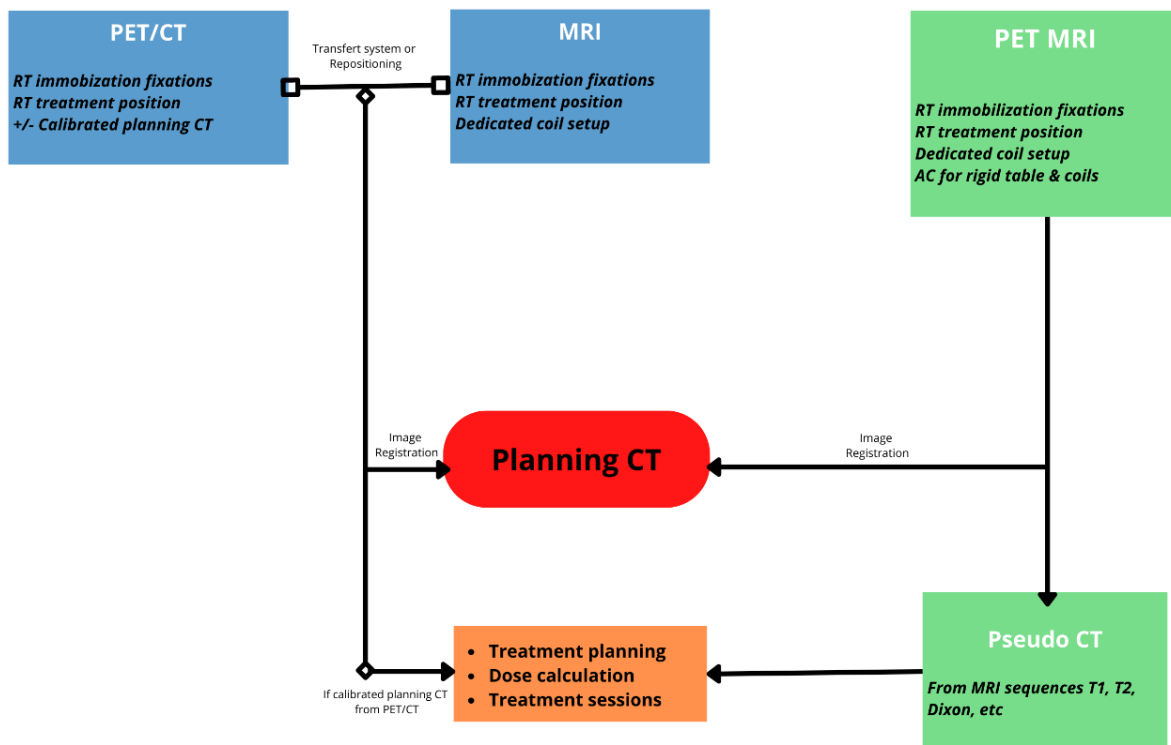 PET/CT
RT immobization fixations
RT treatment position
+/- Calibrated planning CT
Transfert system or
Repositioning
MRI
RT immobization fixations
RT treatment position
Dedicated coil setup
PET MRI
RT immobilization fixations
RT treatment position
Dedicated coil setup
AC for rigid table & coils
Image
Registration
Planning CT
Image
Registration
If calibrated planning CT
from PET/CT
• Treatment planning
• Dose calculation
• Treatment sessions
Pseudo CT
From MRI sequences T1, T2,
Dixon, etc